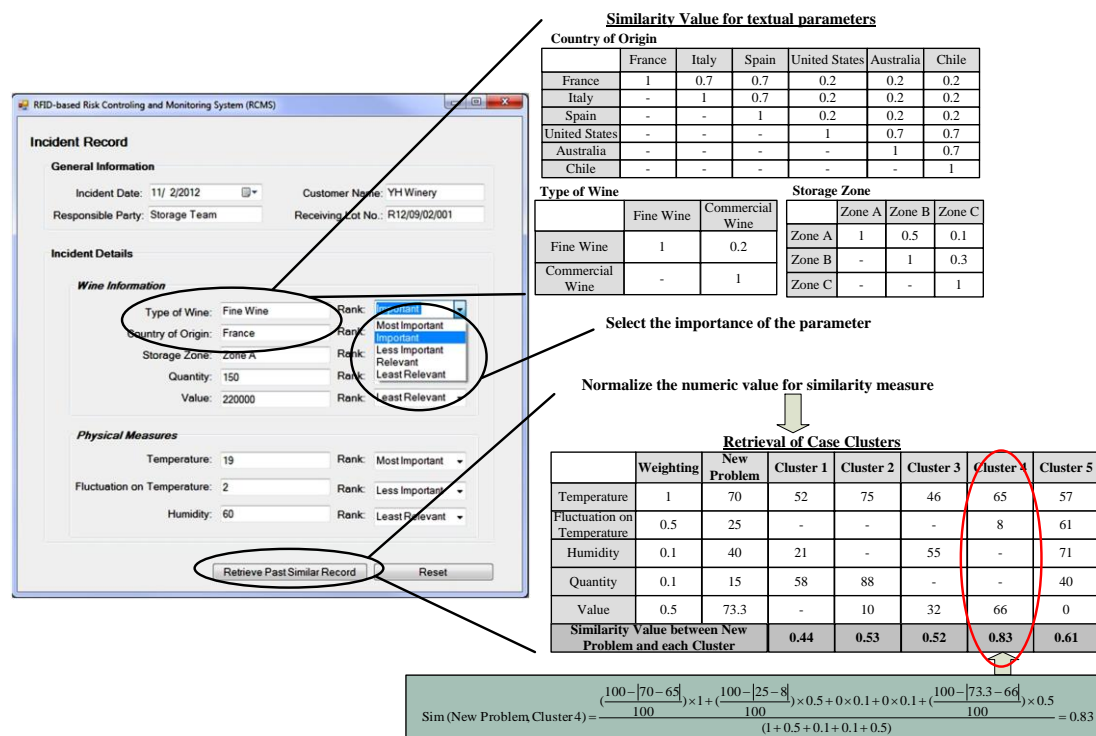 Similarity Value for textual parameters
Country of Origin
France Italy Spain United States Australia Chile
France 1 0.7 0.7 0.2 0.2 0.2
Italy - 1 0.7 0.2 0.2 0.2
Spain - - 1 0.2 0.2 0.2
United States - - - 1 0.7 0.7
Australia - - - - 1 0.7
Chile - - - - - 1
Type of Wine
Fine Wine Commercial Wine
Fine Wine 1 0.2
Commercial Wine - 1
Storage Zone
Zone A Zone B Zone C
Zone A 1 0.5 0.1
Zone B - 1 0.3
Zone C - - 1
RFID-based Risk Controling and Monitoring System (RCMS)
Incident Record
General Information
Incident Date: 11/ 2/2012 Customer Name: YH Winery
Responsible Party: Storage Team Receiving Lot No.: R12/09/02/001
Incident Details
Wine Information
Type of Wine: Fine Wine Rank: Important
Country of Origin: France Rank:
Storage Zone: Zone A Rank:
Quantity: 150 Rank:
Value: 220000 Rank: Least Relevant
Most Important
Important
Less Important
Relevant
Least Relevant
Physical Measures
Temperature: 19 Rank: Most Important
Fluctuation on Temperature: 2 Rank: Less Important
Humidity: 60 Rank: Least Relevant
Retrieve Past Similar Record Reset
Select the importance of the parameter
Normalize the numeric value for similarity measure
Retrieval of Case Clusters
Weighting New Problem Cluster 1 Cluster 2 Cluster 3 Cluster 4 Cluster 5
Temperature 1 70 52 75 46 65 57
Fluctuation on Temperature 0.5 25 - - - 8 61
Humidity 0.1 40 21 - 55 - 71
Quantity 0.1 15 58 88 - - 40
Value 0.5 73.3 - 10 32 66 0
Similarity Value between New Problem and each Cluster 0.44 0.53 0.52 0.83 0.61
Sim (New Problem, Cluster 4) = ((100−|70−65|)/100)×1+((100−|25−8|)/100)×0.5+0×0.1+0×0.1+((100−|73.3−66|)/100)×0.5 / (1+0.5+0.1+0.1+0.5) = 0.83